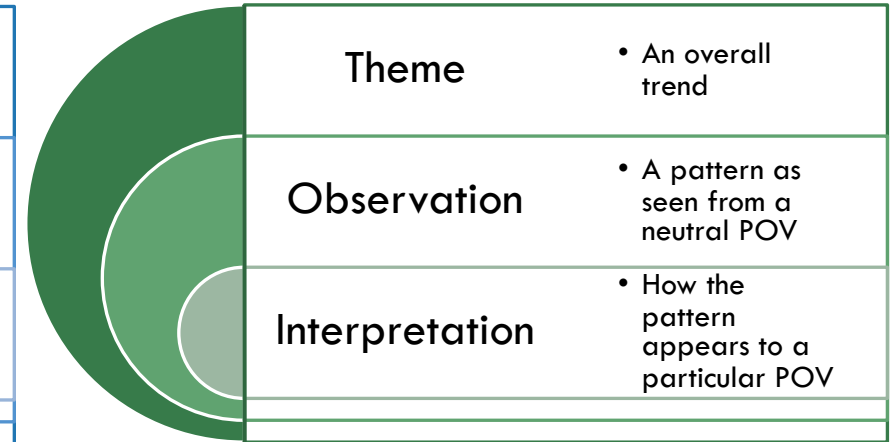 Theme
• An overall
trend
Observation
• A pattern as
seen from a
neutral POV
Interpretation
• How the
pattern
appears to a
particular POV